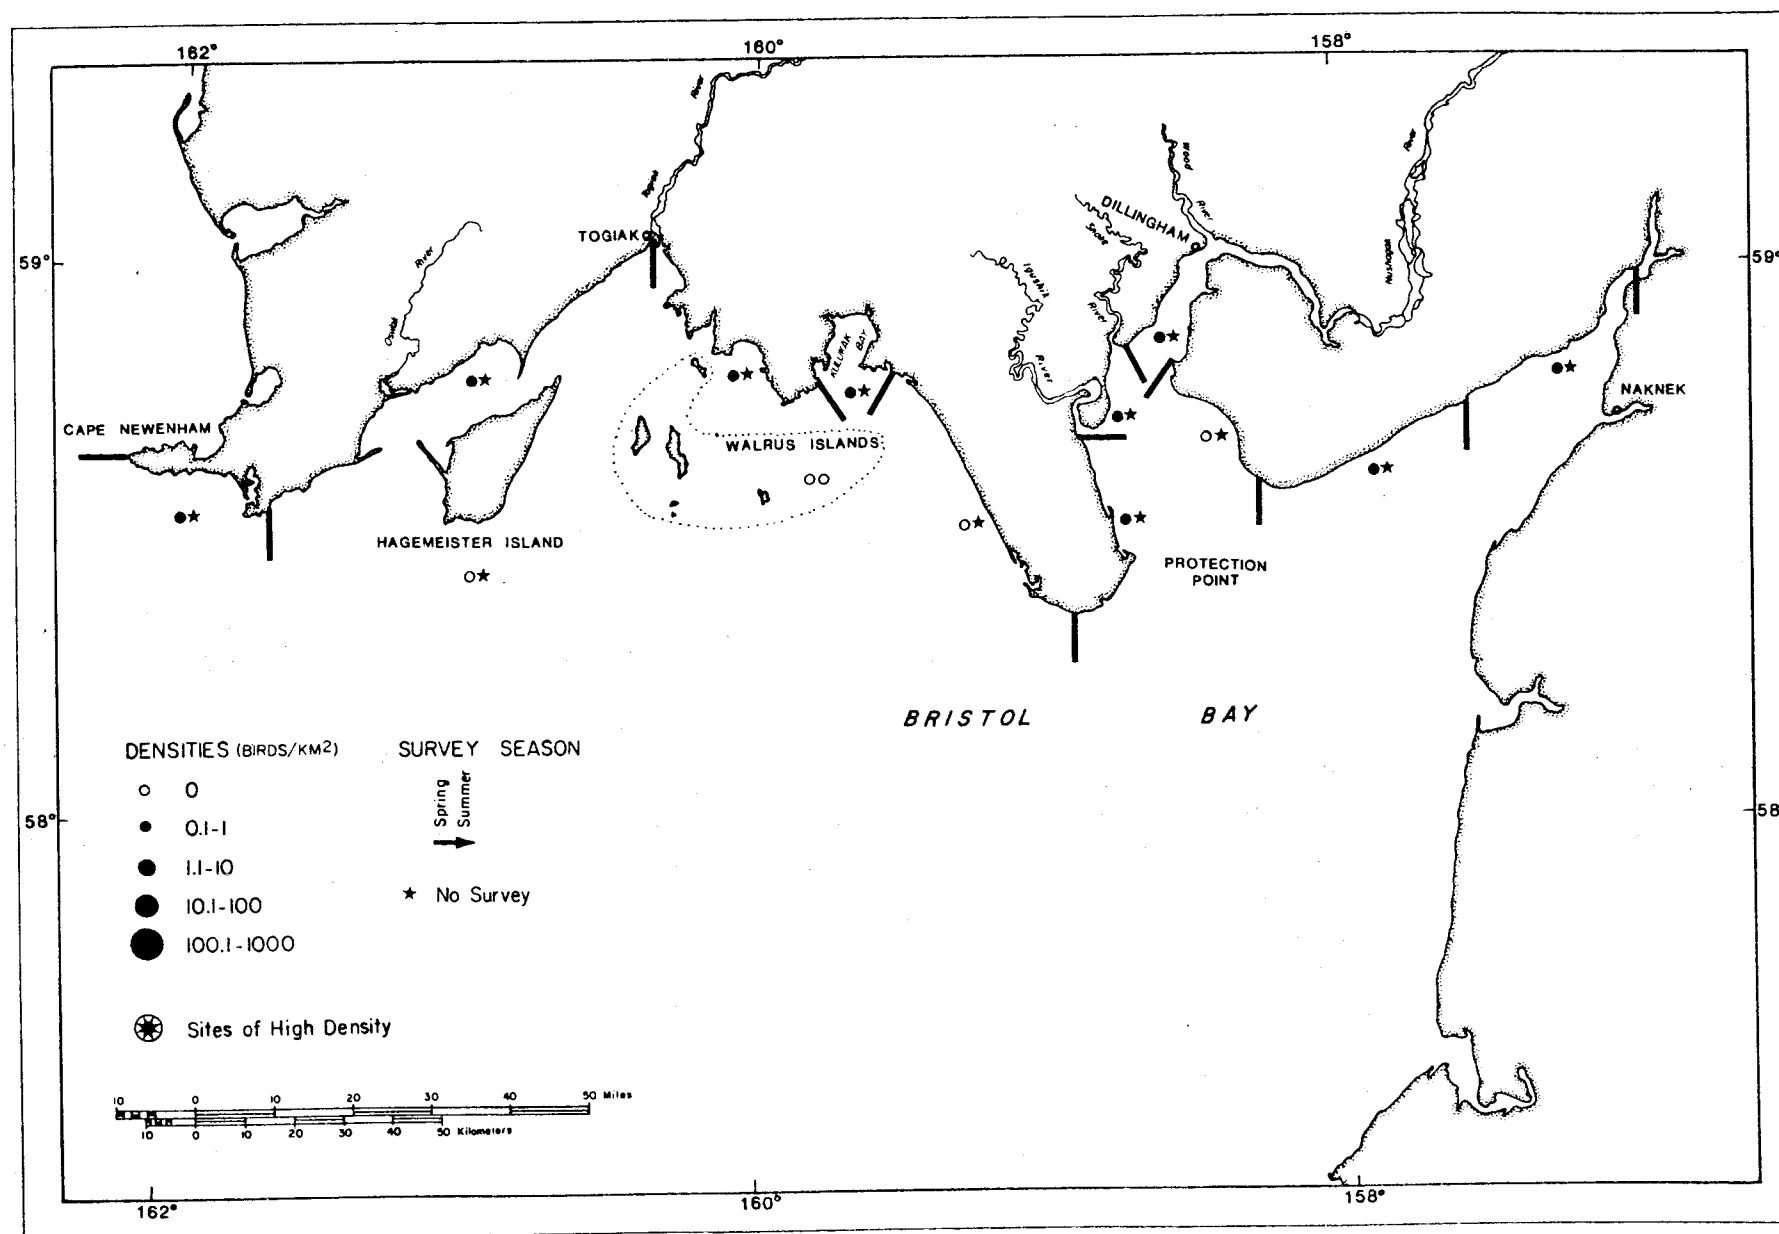 162° 160° 158°
River
River
Wood
River
Togiak
DILLINGHAM
TOGIAK
Snake
River
59° 59°
Igushik
River
River
Nushagak
Osviak
KULUKAK BAY
NAKNEK
CAPE NEWENHAM
WALRUS ISLANDS
HAGEMEISTER ISLAND
PROTECTION
POINT
BRISTOL BAY
DENSITIES (BIRDS/KM2)
0
0.1-1
1.1-10
10.1-100
100.1-1000
SURVEY SEASON
Spring
Summer
★ No Survey
58° 58°
Sites of High Density
10 0 10 20 30 40 50 Miles
10 0 10 20 30 40 50 Kilometers
162° 160° 158°